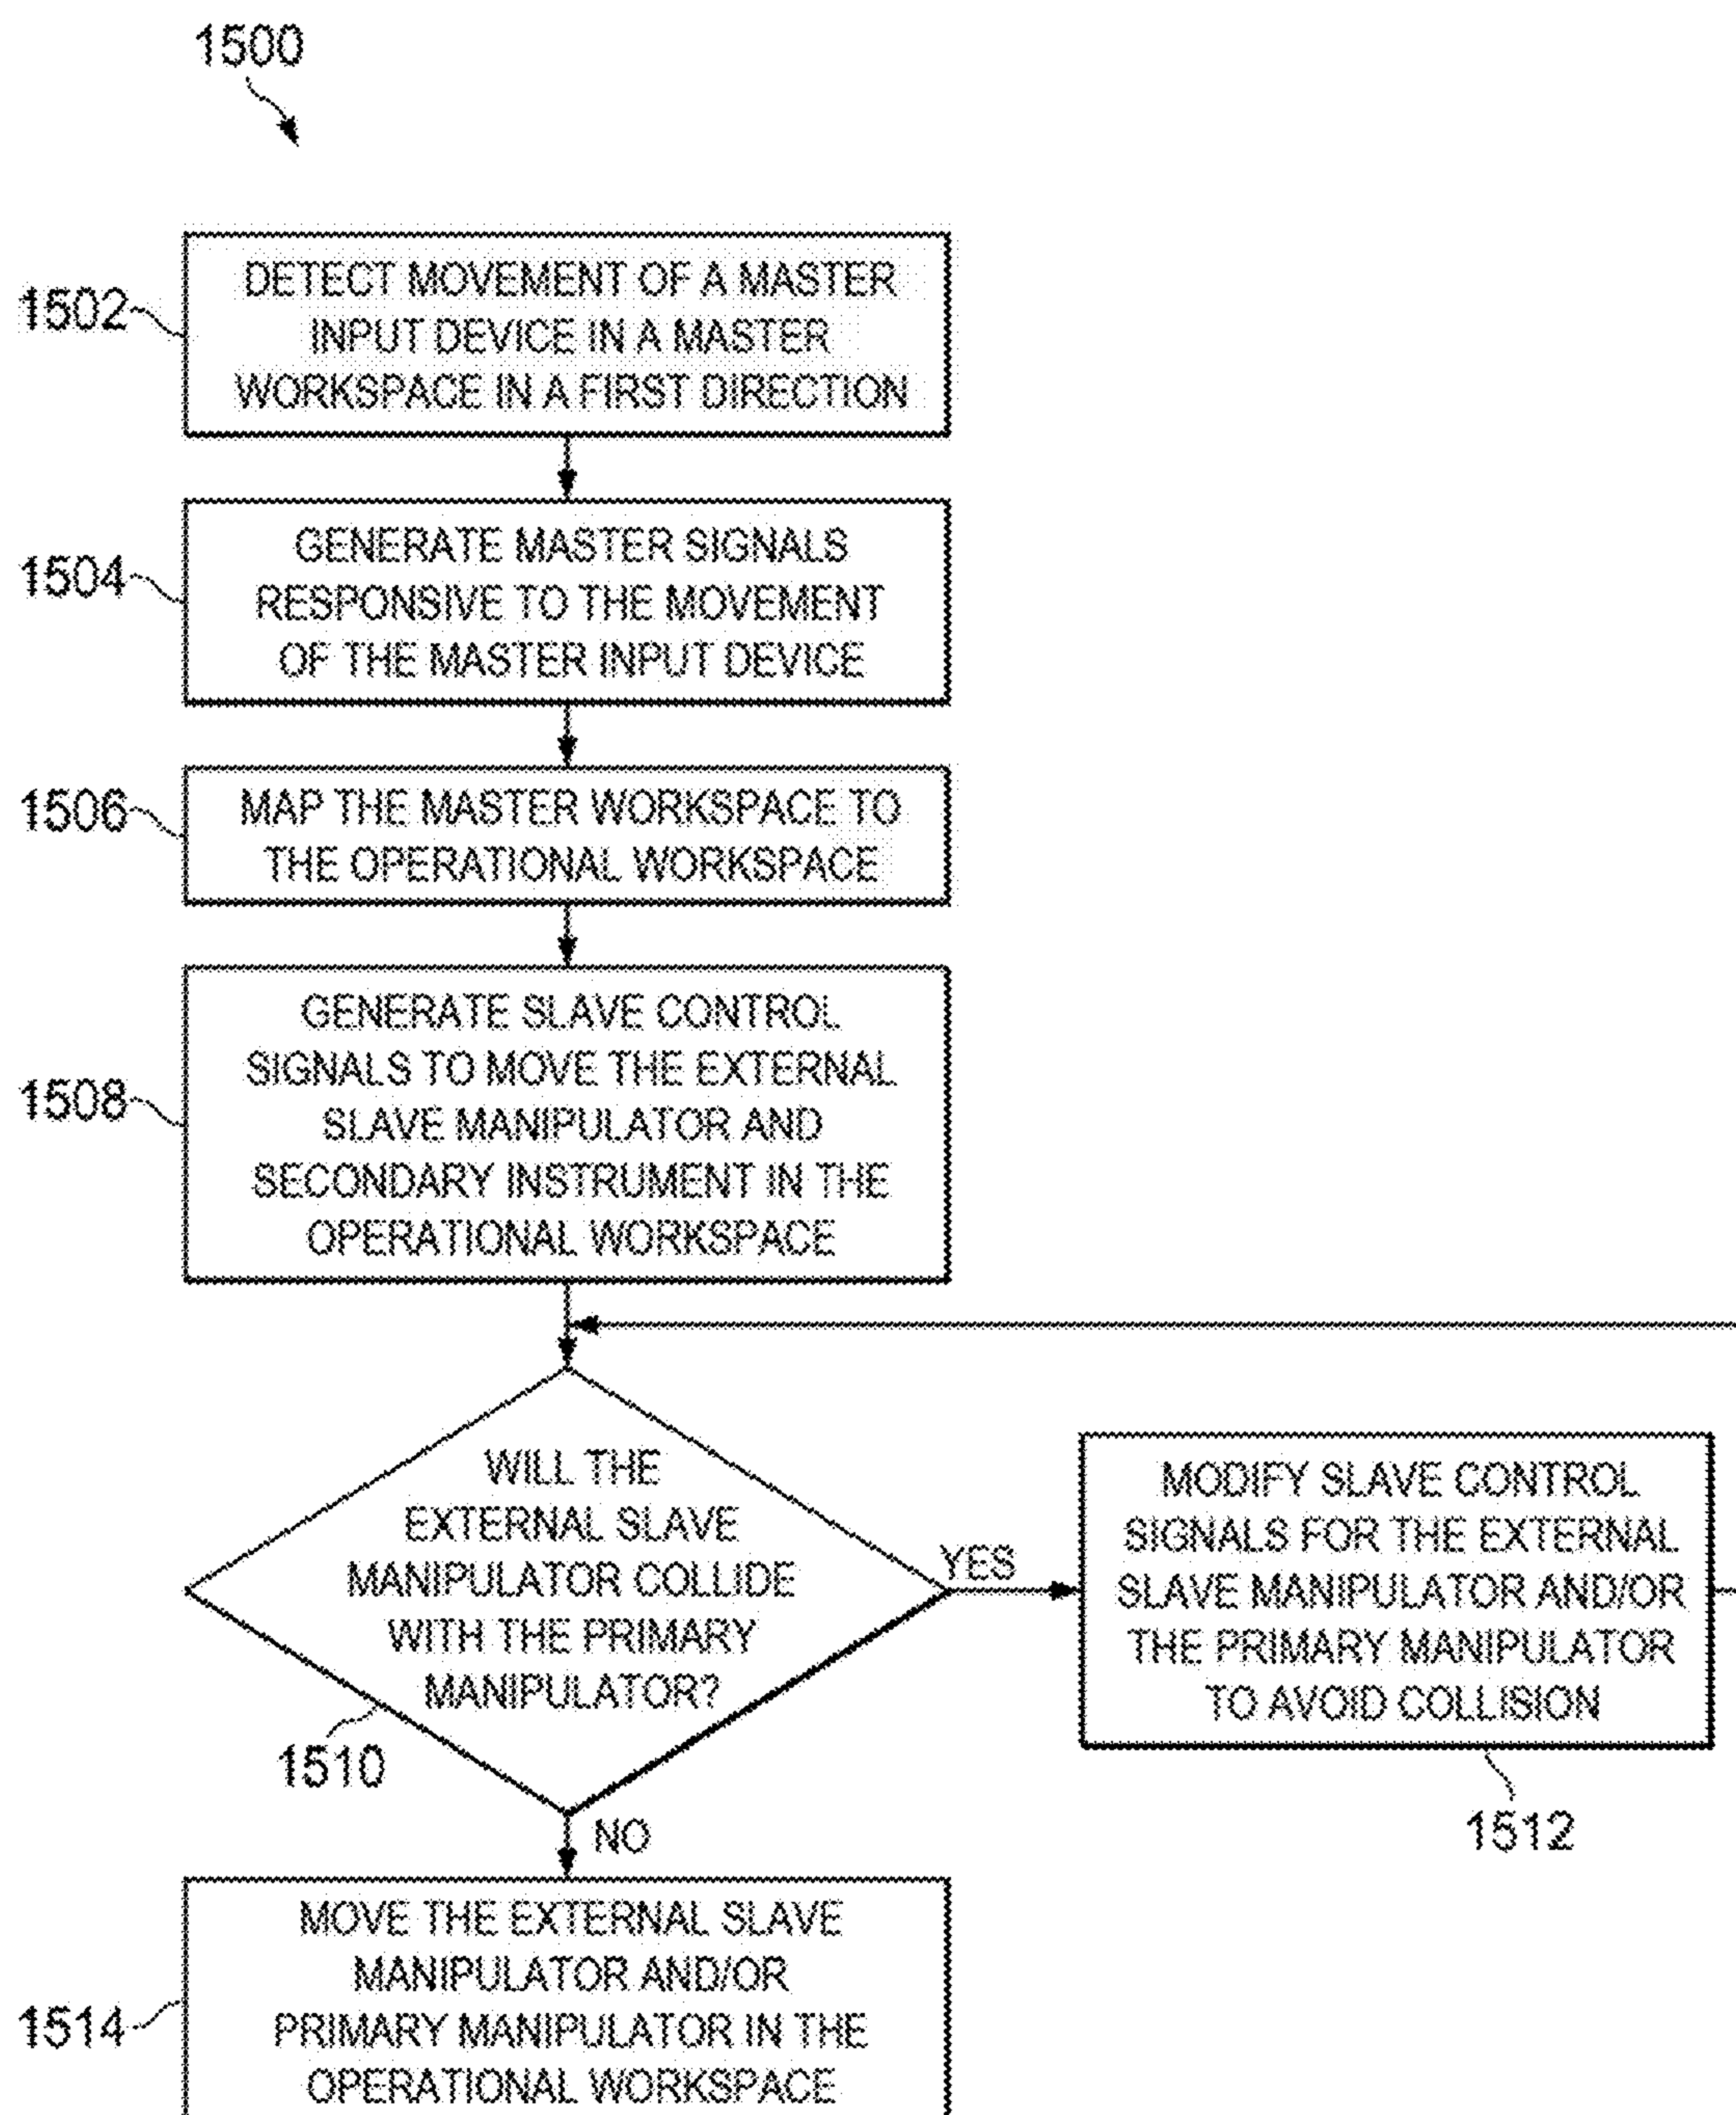 1500
1502
DETECT MOVEMENT OF A MASTER
INPUT DEVICE IN A MASTER
WORKSPACE IN A FIRST DIRECTION
1504
GENERATE MASTER SIGNALS
RESPONSIVE TO THE MOVEMENT
OF THE MASTER INPUT DEVICE
1506
MAP THE MASTER WORKSPACE TO
THE OPERATIONAL WORKSPACE
1508
GENERATE SLAVE CONTROL
SIGNALS TO MOVE THE EXTERNAL
SLAVE MANIPULATOR AND
SECONDARY INSTRUMENT IN THE
OPERATIONAL WORKSPACE
WILL THE
EXTERNAL SLAVE
MANIPULATOR COLLIDE
WITH THE PRIMARY
MANIPULATOR?
1510
YES
MODIFY SLAVE CONTROL
SIGNALS FOR THE EXTERNAL
SLAVE MANIPULATOR AND/OR
THE PRIMARY MANIPULATOR
TO AVOID COLLISION
1512
NO
1514
MOVE THE EXTERNAL SLAVE
MANIPULATOR AND/OR
PRIMARY MANIPULATOR IN THE
OPERATIONAL WORKSPACE